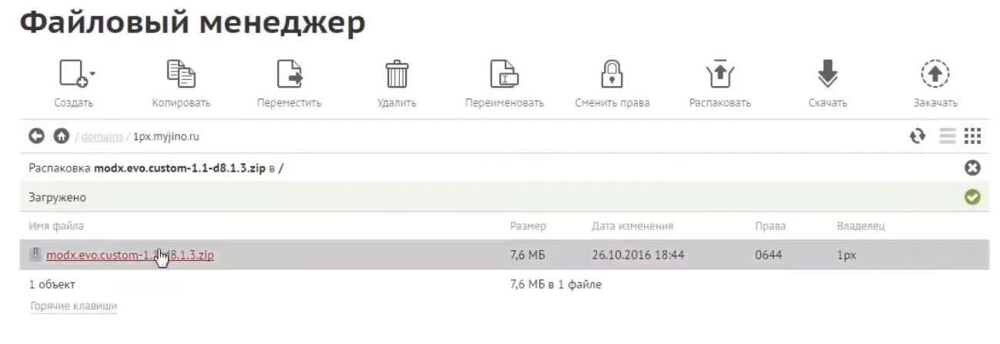 Файловый менеджер
Создать Копировать Переместить Удалить Переименовать Сменить права Распаковать Скачать Закачать
/ domains / 1px.myjino.ru
Распаковка modx.evo.custom-1.1-d8.1.3.zip в /
Загружено
Имя файла Размер Дата изменения Права Владелец
modx.evo.custom-1.1-d8.1.3.zip 7,6 МБ 26.10.2016 18:44 0644 1px
1 объект 7,6 МБ в 1 файле
Горячие клавиши